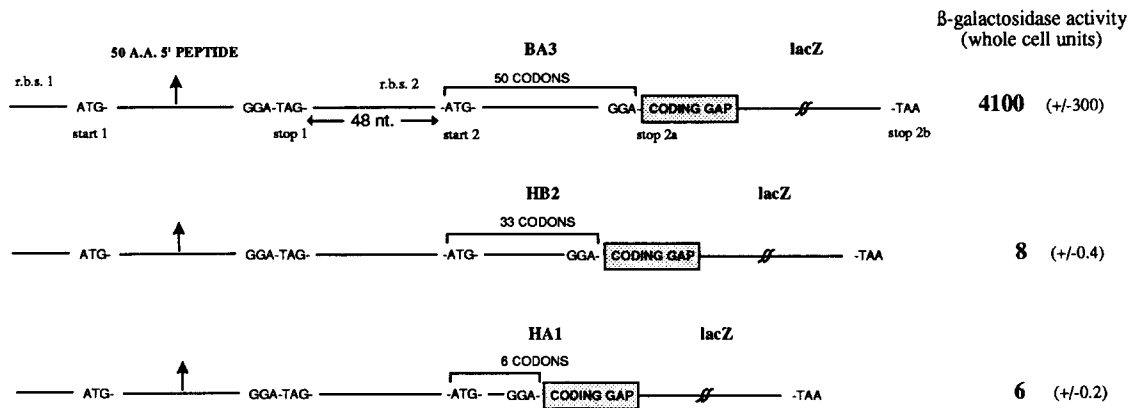 ß-galactosidase activity
(whole cell units)
50 A.A. 5' PEPTIDE BA3 lacZ
r.b.s. 1 r.b.s. 2 50 CODONS
ATG- GGA-TAG- -ATG- GGA- CODING GAP -TAA 4100 (+/-300)
start 1 stop 1 48 nt. start 2 stop 2a stop 2b
HB2 lacZ
33 CODONS
ATG- GGA-TAG- -ATG- GGA- CODING GAP -TAA 8 (+/-0.4)
HA1 lacZ
6 CODONS
ATG- GGA-TAG- -ATG- GGA- CODING GAP -TAA 6 (+/-0.2)